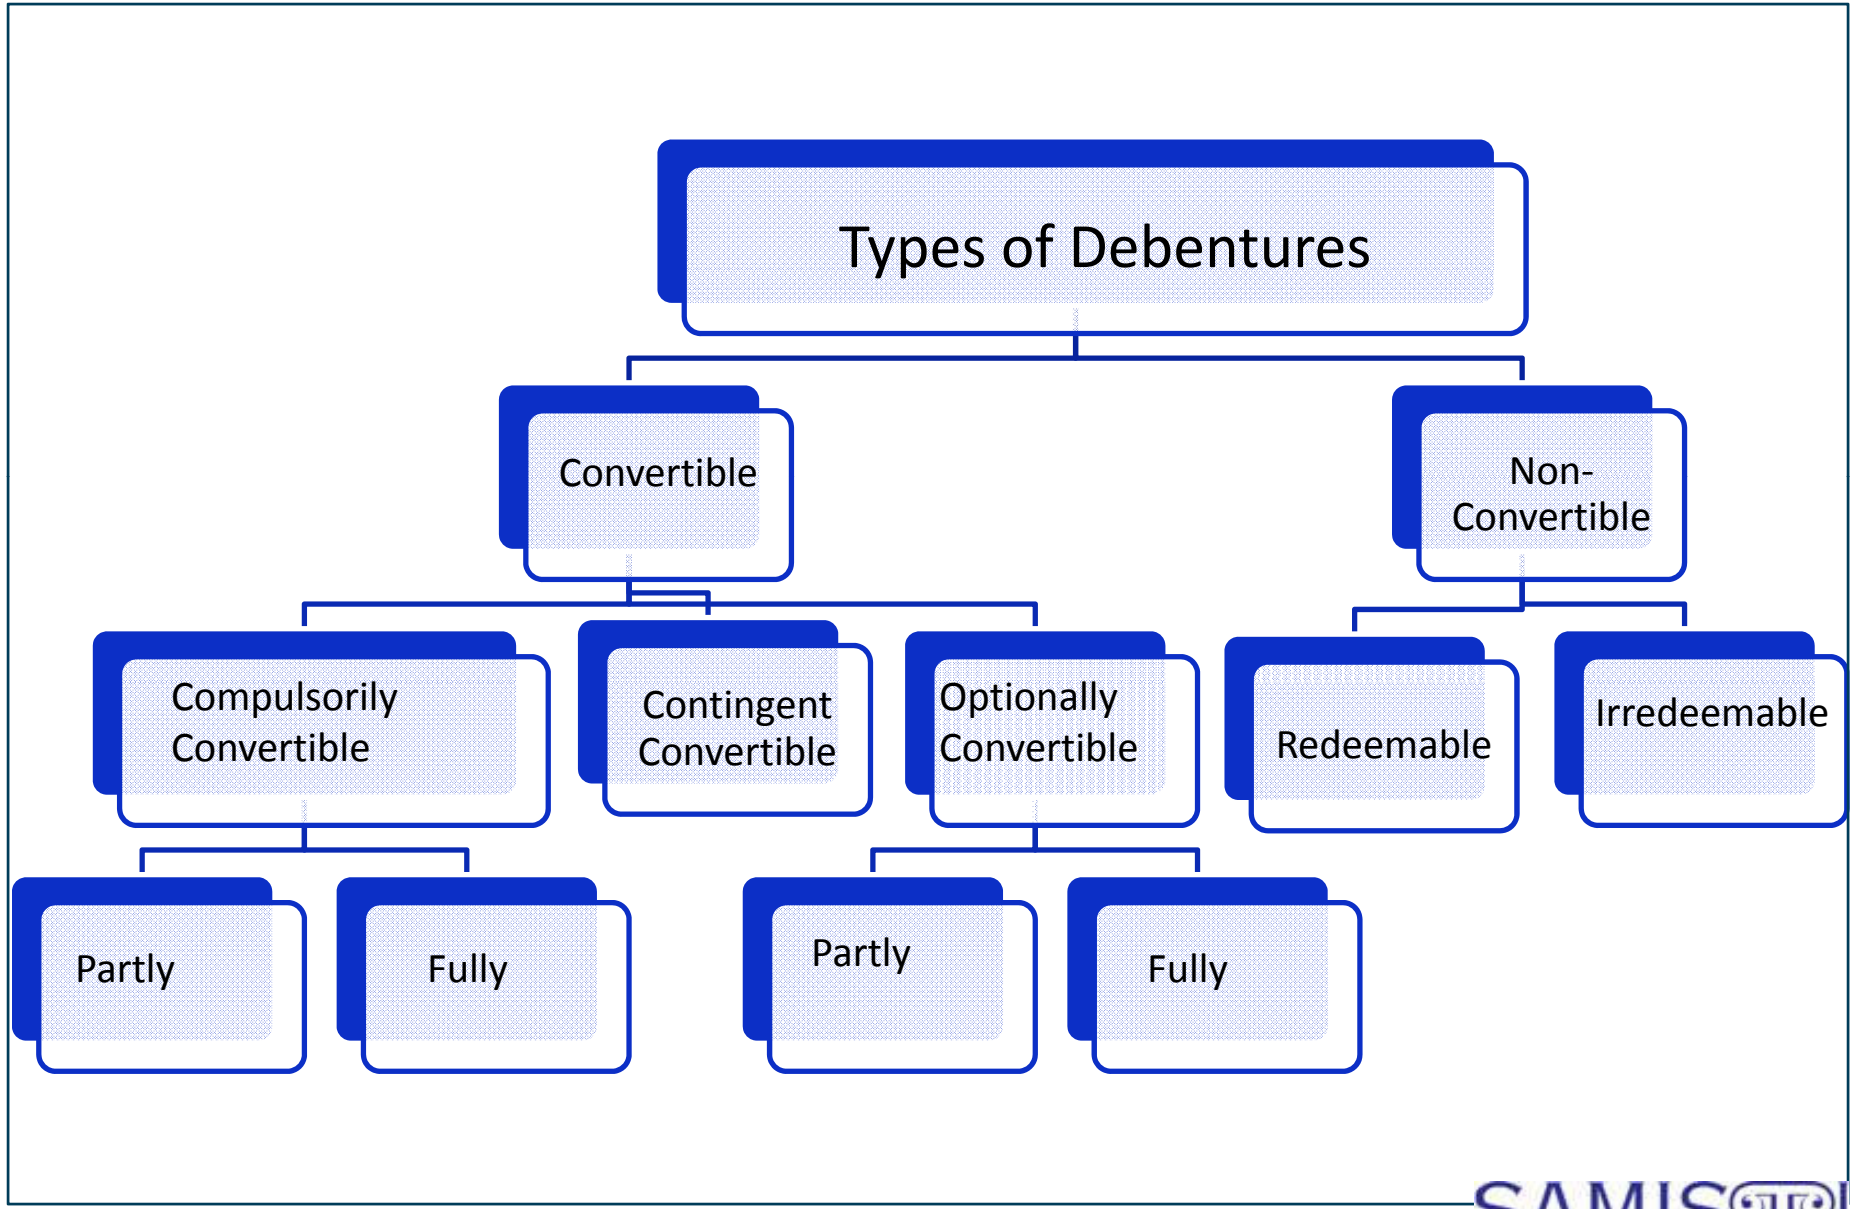 Types of Debentures
Convertible
Non-
Convertible
Compulsorily
Convertible
Contingent
Convertible
Optionally
Convertible
Redeemable
Irredeemable
Partly
Fully
Partly
Fully